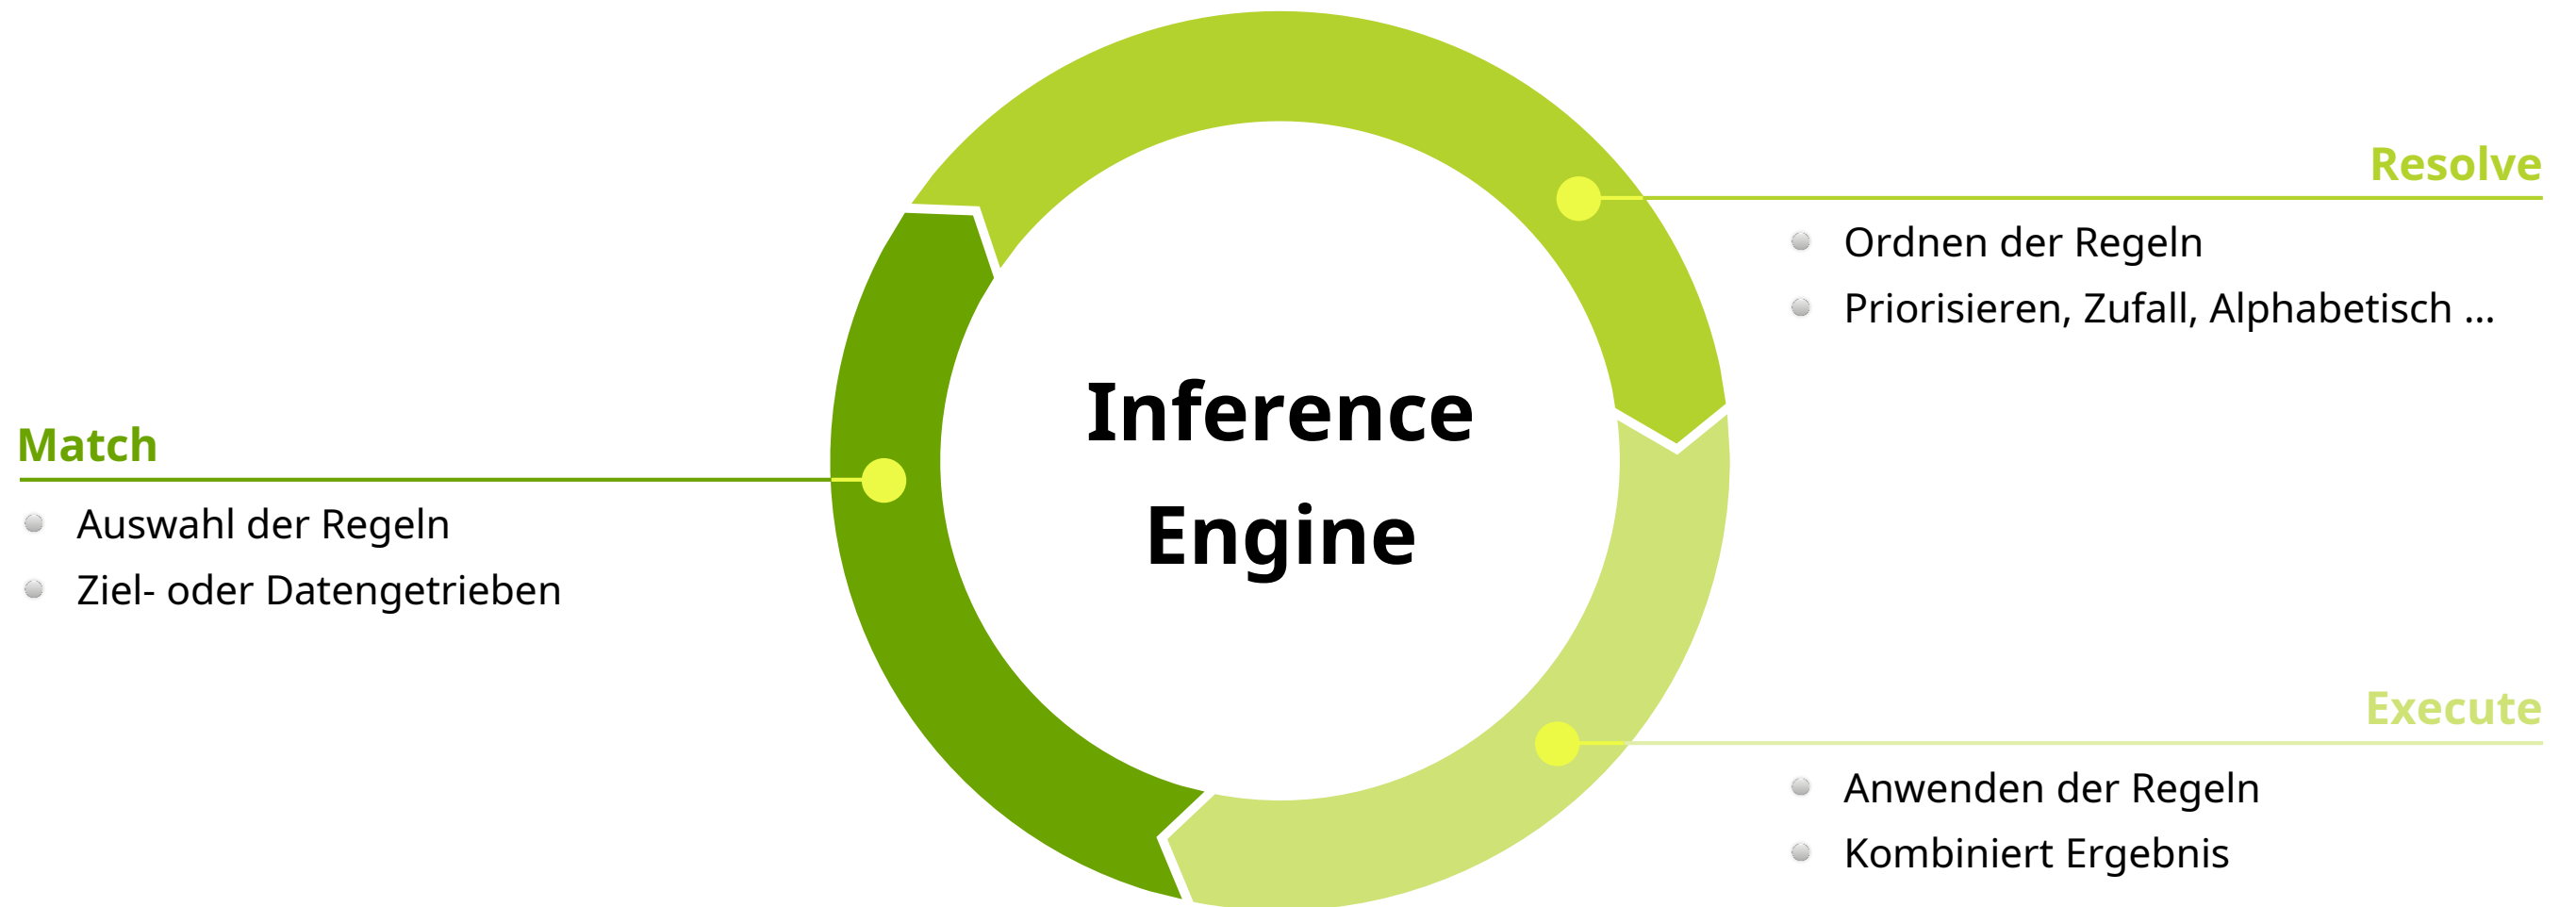 Inference
Engine
Match
Auswahl der Regeln
Ziel- oder Datengetrieben
Resolve
Ordnen der Regeln
Priorisieren, Zufall, Alphabetisch ...
Execute
Anwenden der Regeln
Kombiniert Ergebnis